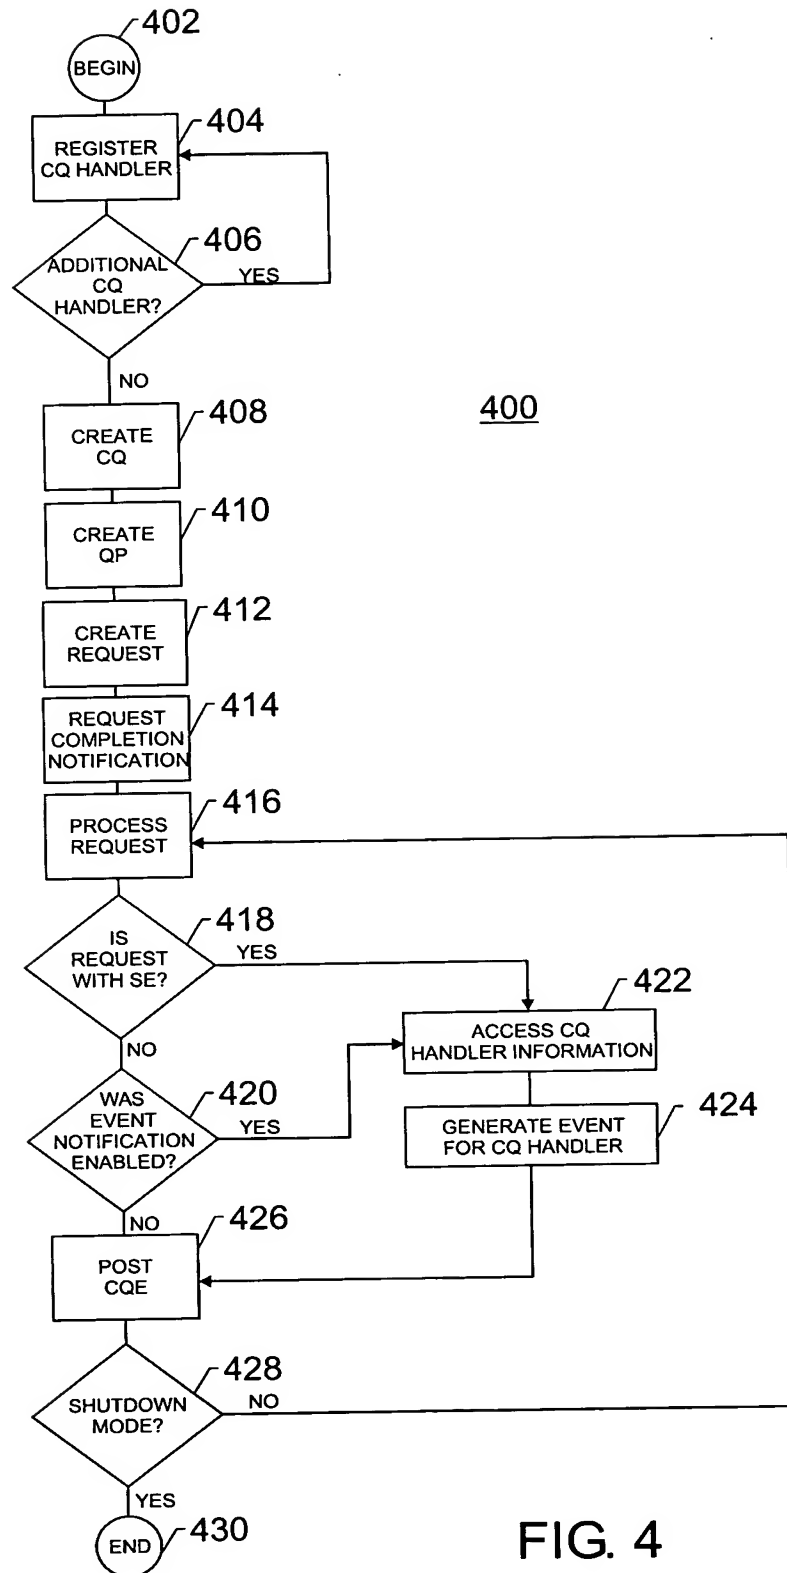 402
BEGIN
404
REGISTER
CQ HANDLER
406
ADDITIONAL
CQ
HANDLER?
YES
NO
400
408
CREATE
CQ
410
CREATE
QP
412
CREATE
REQUEST
414
REQUEST
COMPLETION
NOTIFICATION
416
PROCESS
REQUEST
418
IS
REQUEST
WITH SE?
YES
NO
422
ACCESS CQ
HANDLER INFORMATION
420
WAS
EVENT
NOTIFICATION
ENABLED?
YES
NO
424
GENERATE EVENT
FOR CQ HANDLER
426
POST
CQE
428
SHUTDOWN
MODE?
NO
YES
END
430
FIG. 4